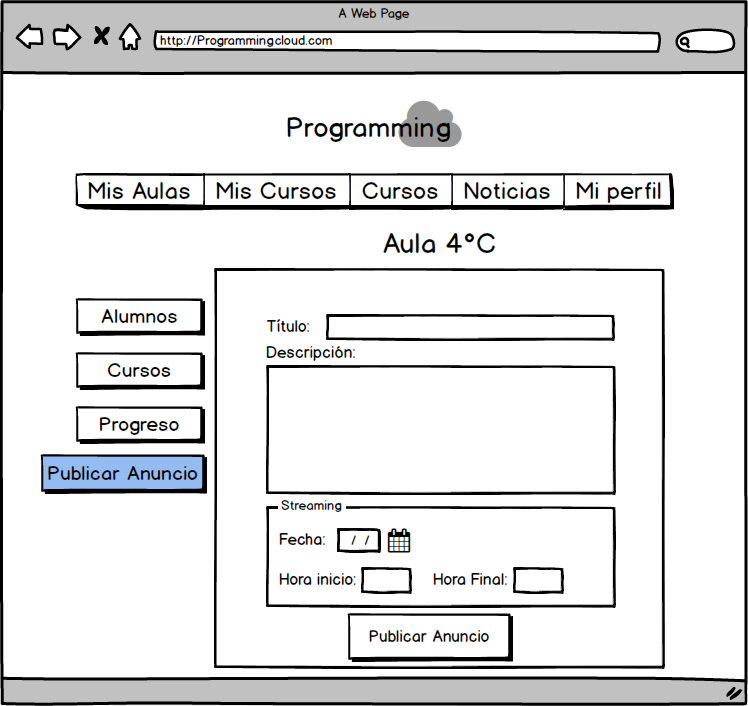 A Web Page
http://Programmingcloud.com
Programming
Mis Aulas Mis Cursos Cursos Noticias Mi perfil
Aula 4°C
Alumnos
Cursos
Progreso
Publicar Anuncio
Título:
Descripción:
Streaming
Fecha: / /
Hora inicio: Hora Final:
Publicar Anuncio